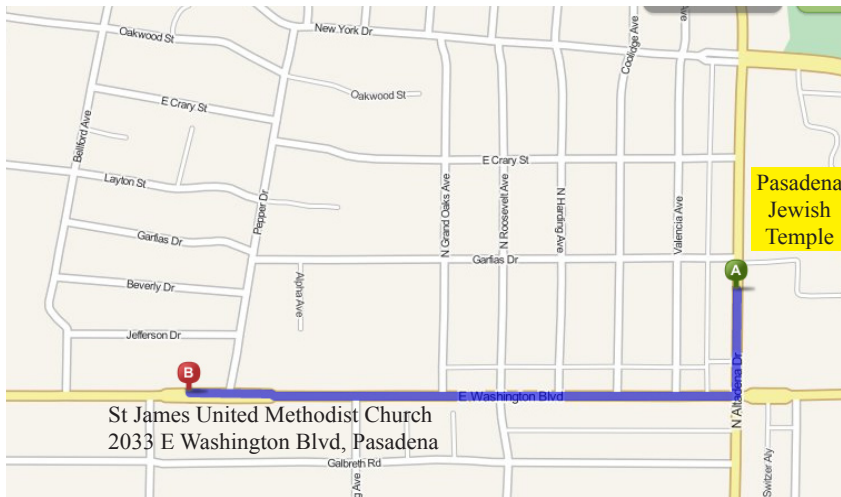 Oakwood St
New York Dr
Coolidge Ave
Ave
E Crary St
Oakwood St
Bellford Ave
E Crary St
Layton St
Pepper Dr
N Grand Oaks Ave
N Roosevelt Ave
N Harding Ave
Valencia Ave
Pasadena
Jewish
Temple
Garfias Dr
Garfias Dr
A
Beverly Dr
Alpha Ave
Jefferson Dr
B
E Washington Blvd
N Altadena Dr
St James United Methodist Church
2033 E Washington Blvd, Pasadena
Galbreth Rd
g Ave
Switzer Aly